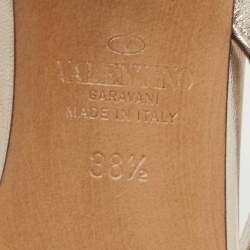 VALENTINO
GARAVANI
MADE IN ITALY
38½